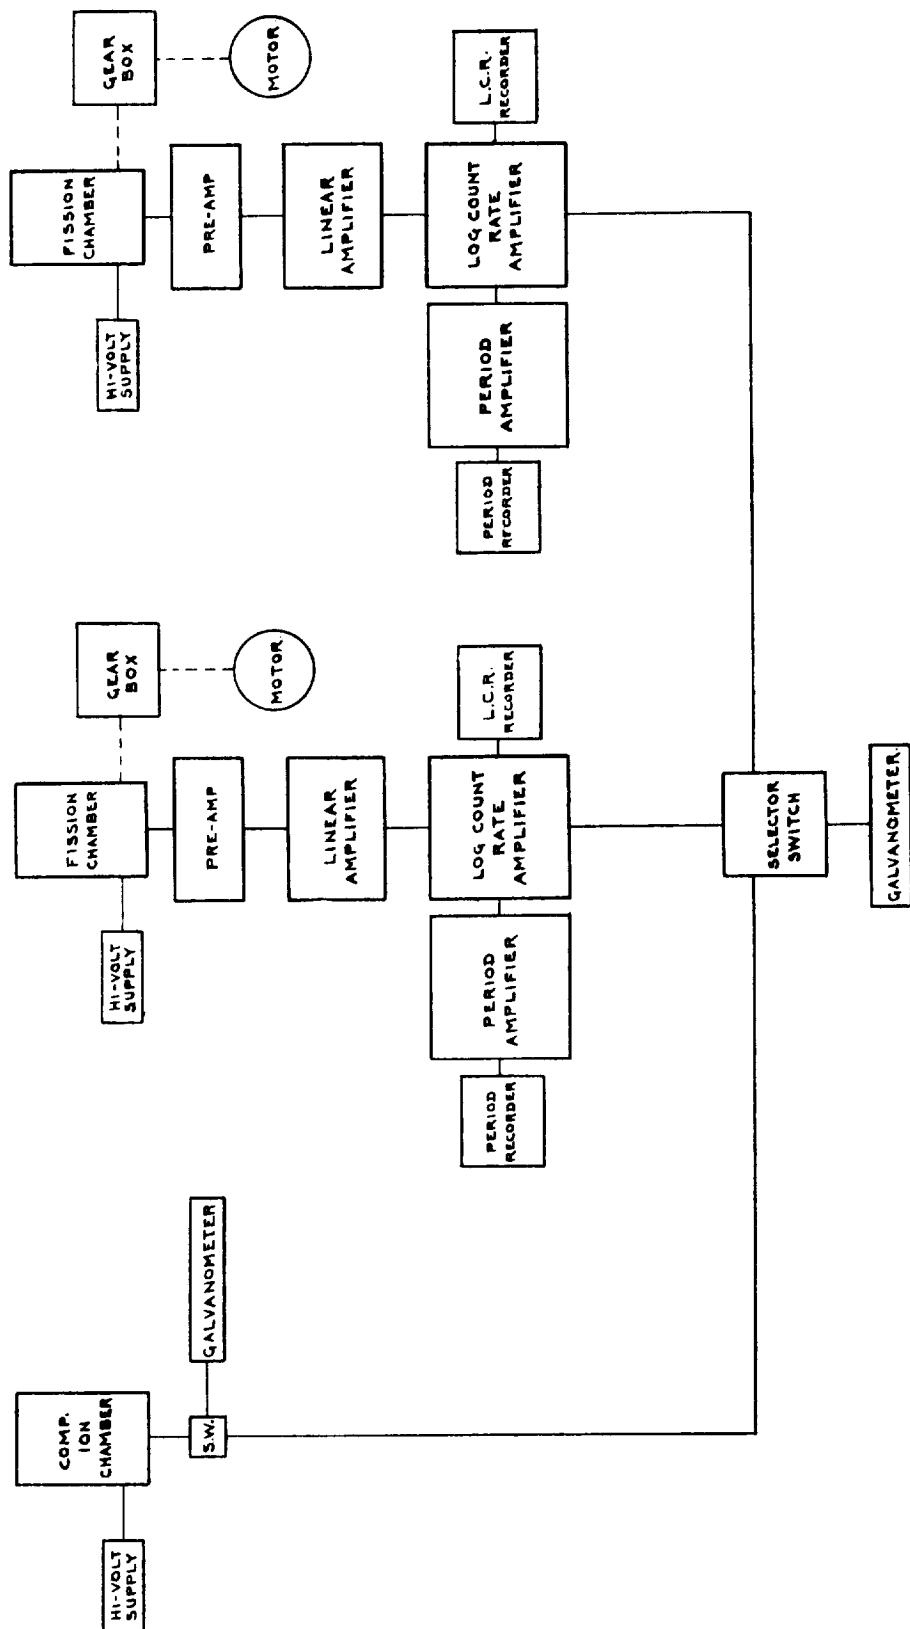 HI-VOLT
SUPPLY
COMP.
ION
CHAMBER
S.W.
GALVANOMETER
HI-VOLT
SUPPLY
FISSION
CHAMBER
GEAR
BOX
MOTOR.
PRE-AMP
LINEAR
AMPLIFIER
PERIOD
RECORDER
PERIOD
AMPLIFIER
LOG COUNT
RATE
AMPLIFIER
L.C.R.
RECORDER
HI-VOLT
SUPPLY
FISSION
CHAMBER
GEAR
BOX
MOTOR.
PRE-AMP
LINEAR
AMPLIFIER
PERIOD
RECORDER
PERIOD
AMPLIFIER
LOG COUNT
RATE
AMPLIFIER
L.C.R.
RECORDER
SELECTOR
SWITCH
GALVANOMETER.